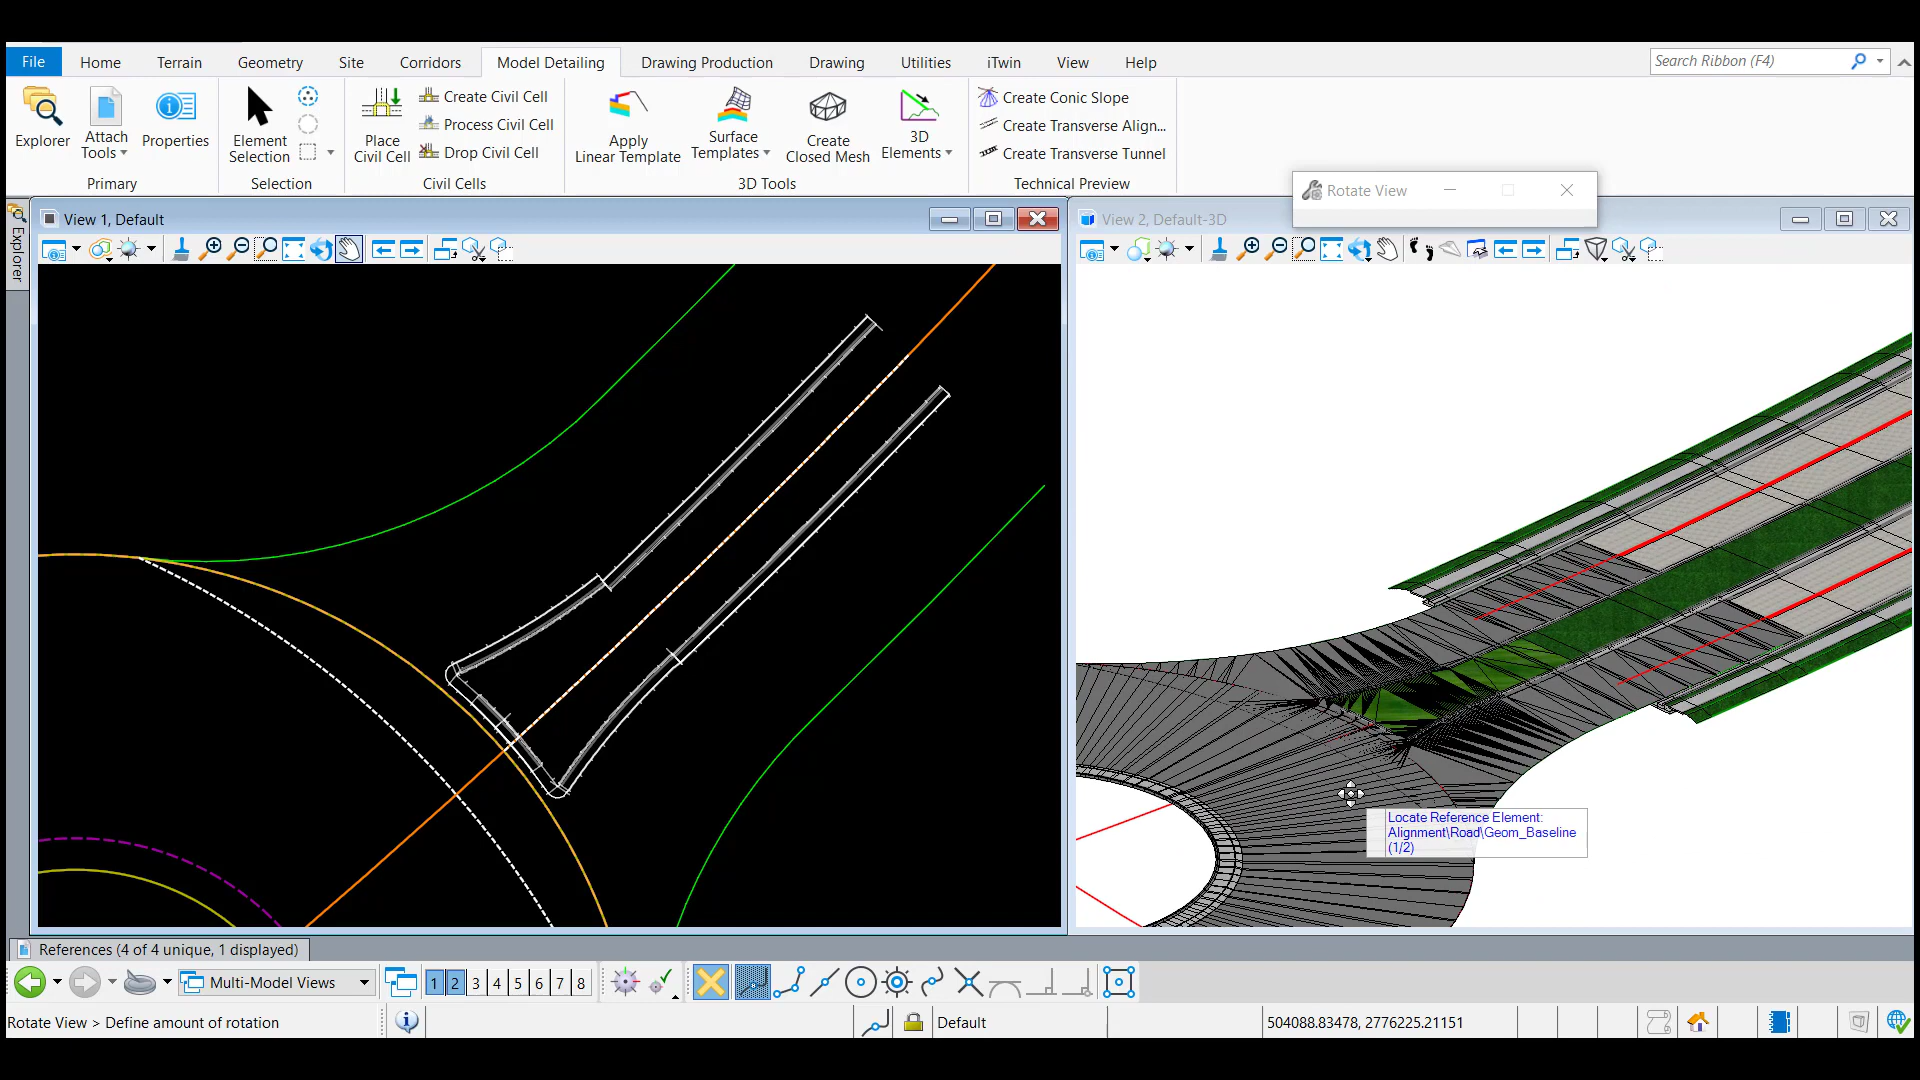 File Home Terrain Geometry Site Corridors Model Detailing Drawing Production Drawing Utilities iTwin View Help Search Ribbon (F4)
Explorer
Attach Tools
Properties
Primary
Element Selection
Selection
Place Civil Cell
Create Civil Cell
Process Civil Cell
Drop Civil Cell
Civil Cells
Apply Linear Template
Surface Templates
Create Closed Mesh
3D Elements
3D Tools
Create Conic Slope
Create Transverse Align...
Create Transverse Tunnel
Technical Preview
Rotate View
Explorer
View 1, Default
View 2, Default-3D
Locate Reference Element:
Alignment\Road\Geom_Baseline
(1/2)
References (4 of 4 unique, 1 displayed)
Multi-Model Views 1 2 3 4 5 6 7 8
Rotate View > Define amount of rotation
Default
504088.83478, 2776225.21151